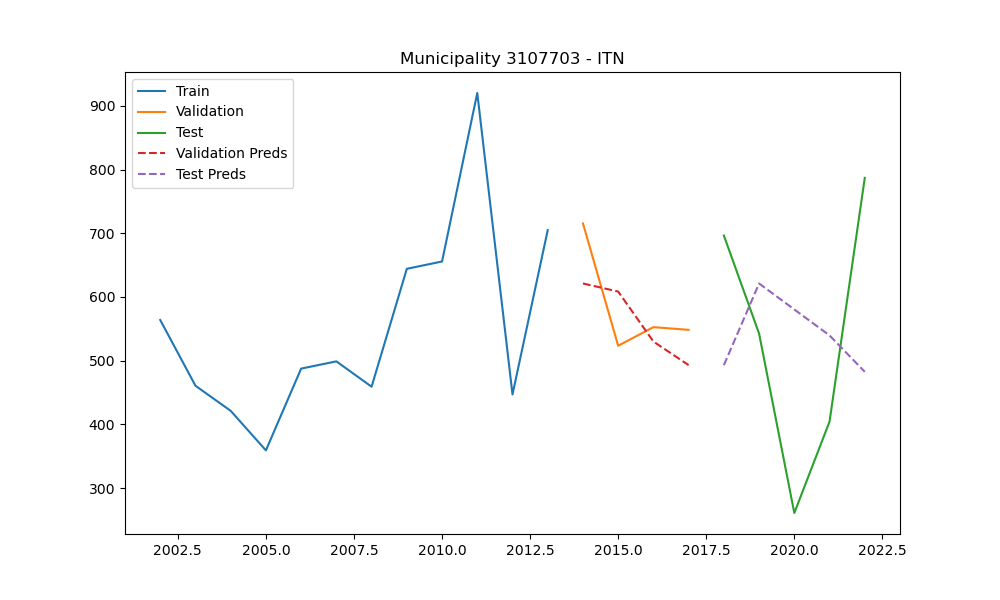 Municipality 3107703 - ITN
Train
Validation
Test
Validation Preds
Test Preds
900
800
700
600
500
400
300
2002.5 2005.0 2007.5 2010.0 2012.5 2015.0 2017.5 2020.0 2022.5